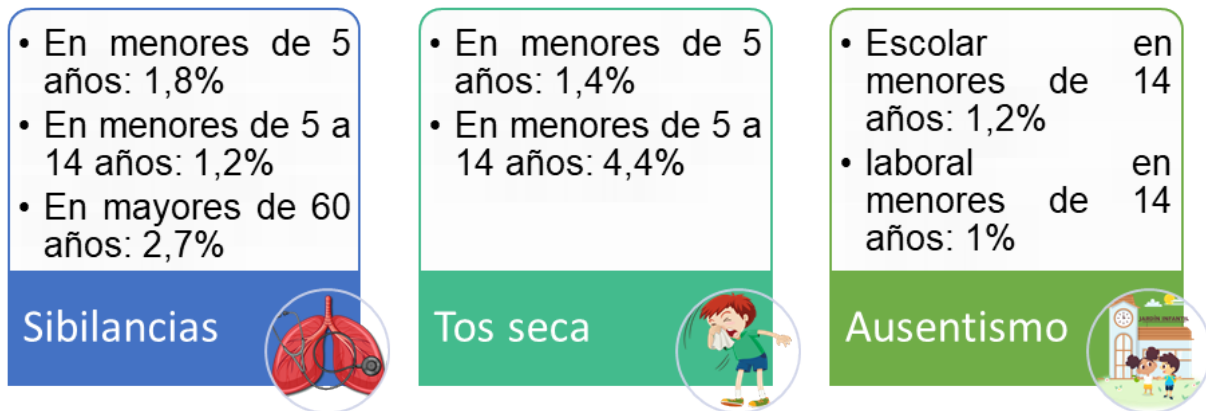 • En menores de 5
años: 1,8%
• En menores de 5 a
14 años: 1,2%
• En mayores de 60
años: 2,7%
Sibilancias
• En menores de 5
años: 1,4%
• En menores de 5 a
14 años: 4,4%
Tos seca
• Escolar en
menores de 14
años: 1,2%
• laboral en
menores de 14
años: 1%
Ausentismo
JARDÍN INFANTIL